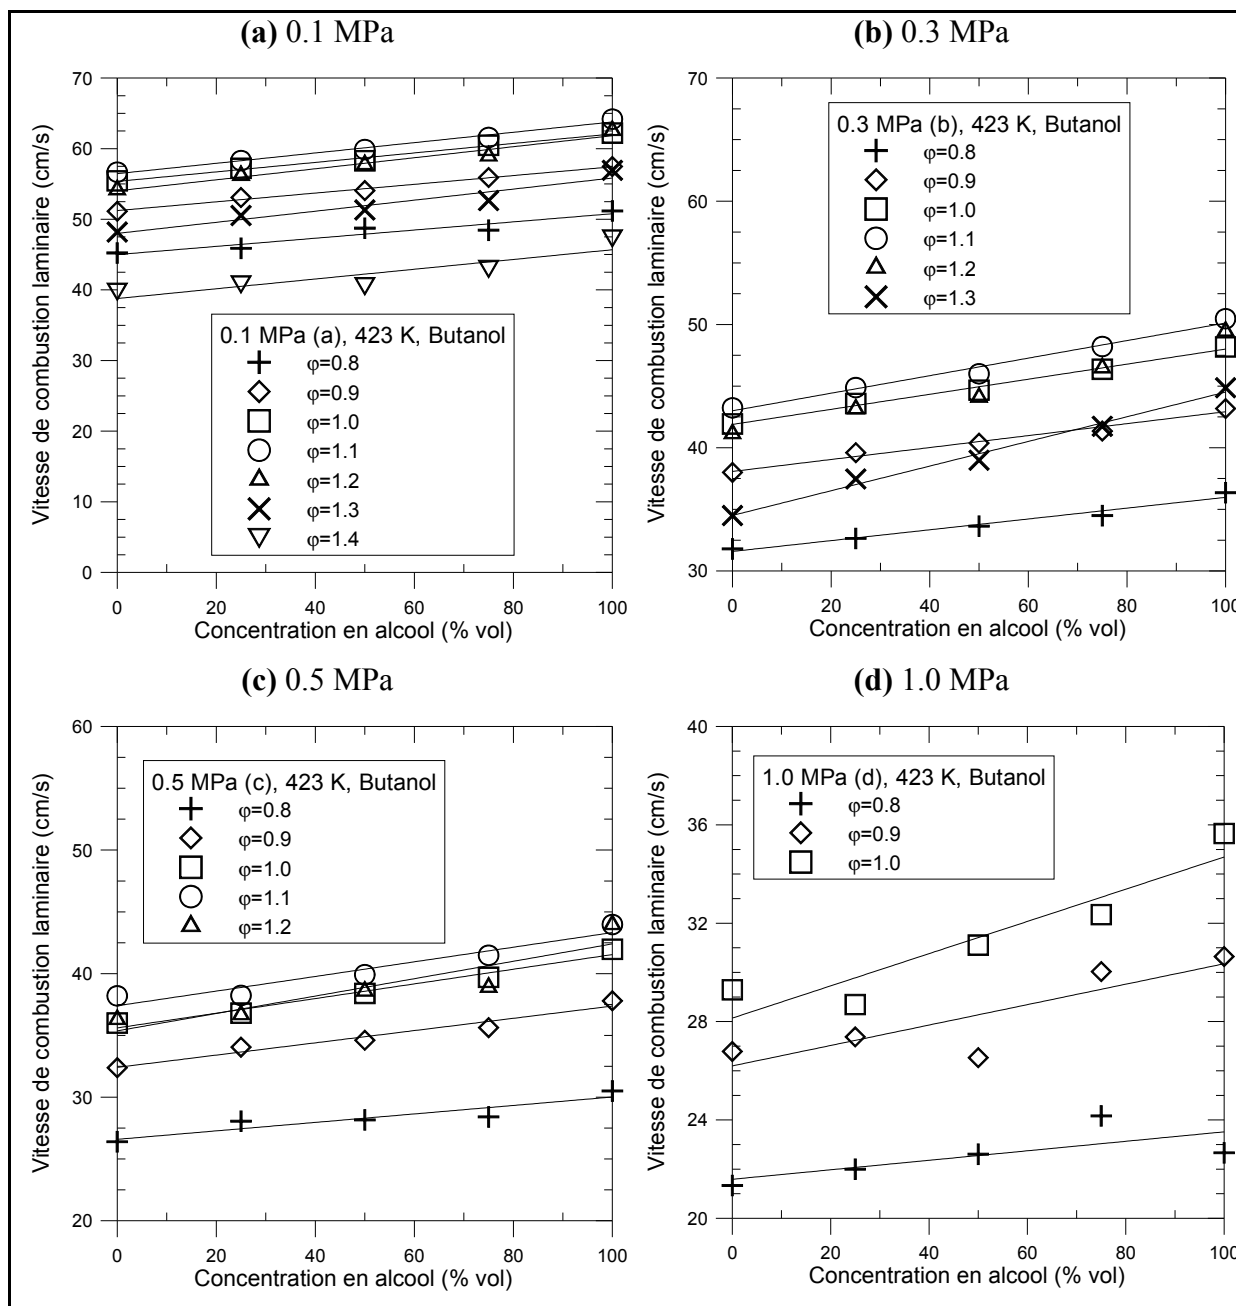 (a) 0.1 MPa
70
60
50
40
30
20
10
0
0 20 40 60 80 100
Vitesse de combustion laminaire (cm/s)
Concentration en alcool (% vol)
0.1 MPa (a), 423 K, Butanol
φ=0.8
φ=0.9
φ=1.0
φ=1.1
φ=1.2
φ=1.3
φ=1.4
(b) 0.3 MPa
70
60
50
40
30
0 20 40 60 80 100
Vitesse de combustion laminaire (cm/s)
Concentration en alcool (% vol)
0.3 MPa (b), 423 K, Butanol
φ=0.8
φ=0.9
φ=1.0
φ=1.1
φ=1.2
φ=1.3
(c) 0.5 MPa
60
50
40
30
20
0 20 40 60 80 100
Vitesse de combustion laminaire (cm/s)
Concentration en alcool (% vol)
0.5 MPa (c), 423 K, Butanol
φ=0.8
φ=0.9
φ=1.0
φ=1.1
φ=1.2
(d) 1.0 MPa
40
36
32
28
24
20
0 20 40 60 80 100
Vitesse de combustion laminaire (cm/s)
Concentration en alcool (% vol)
1.0 MPa (d), 423 K, Butanol
φ=0.8
φ=0.9
φ=1.0